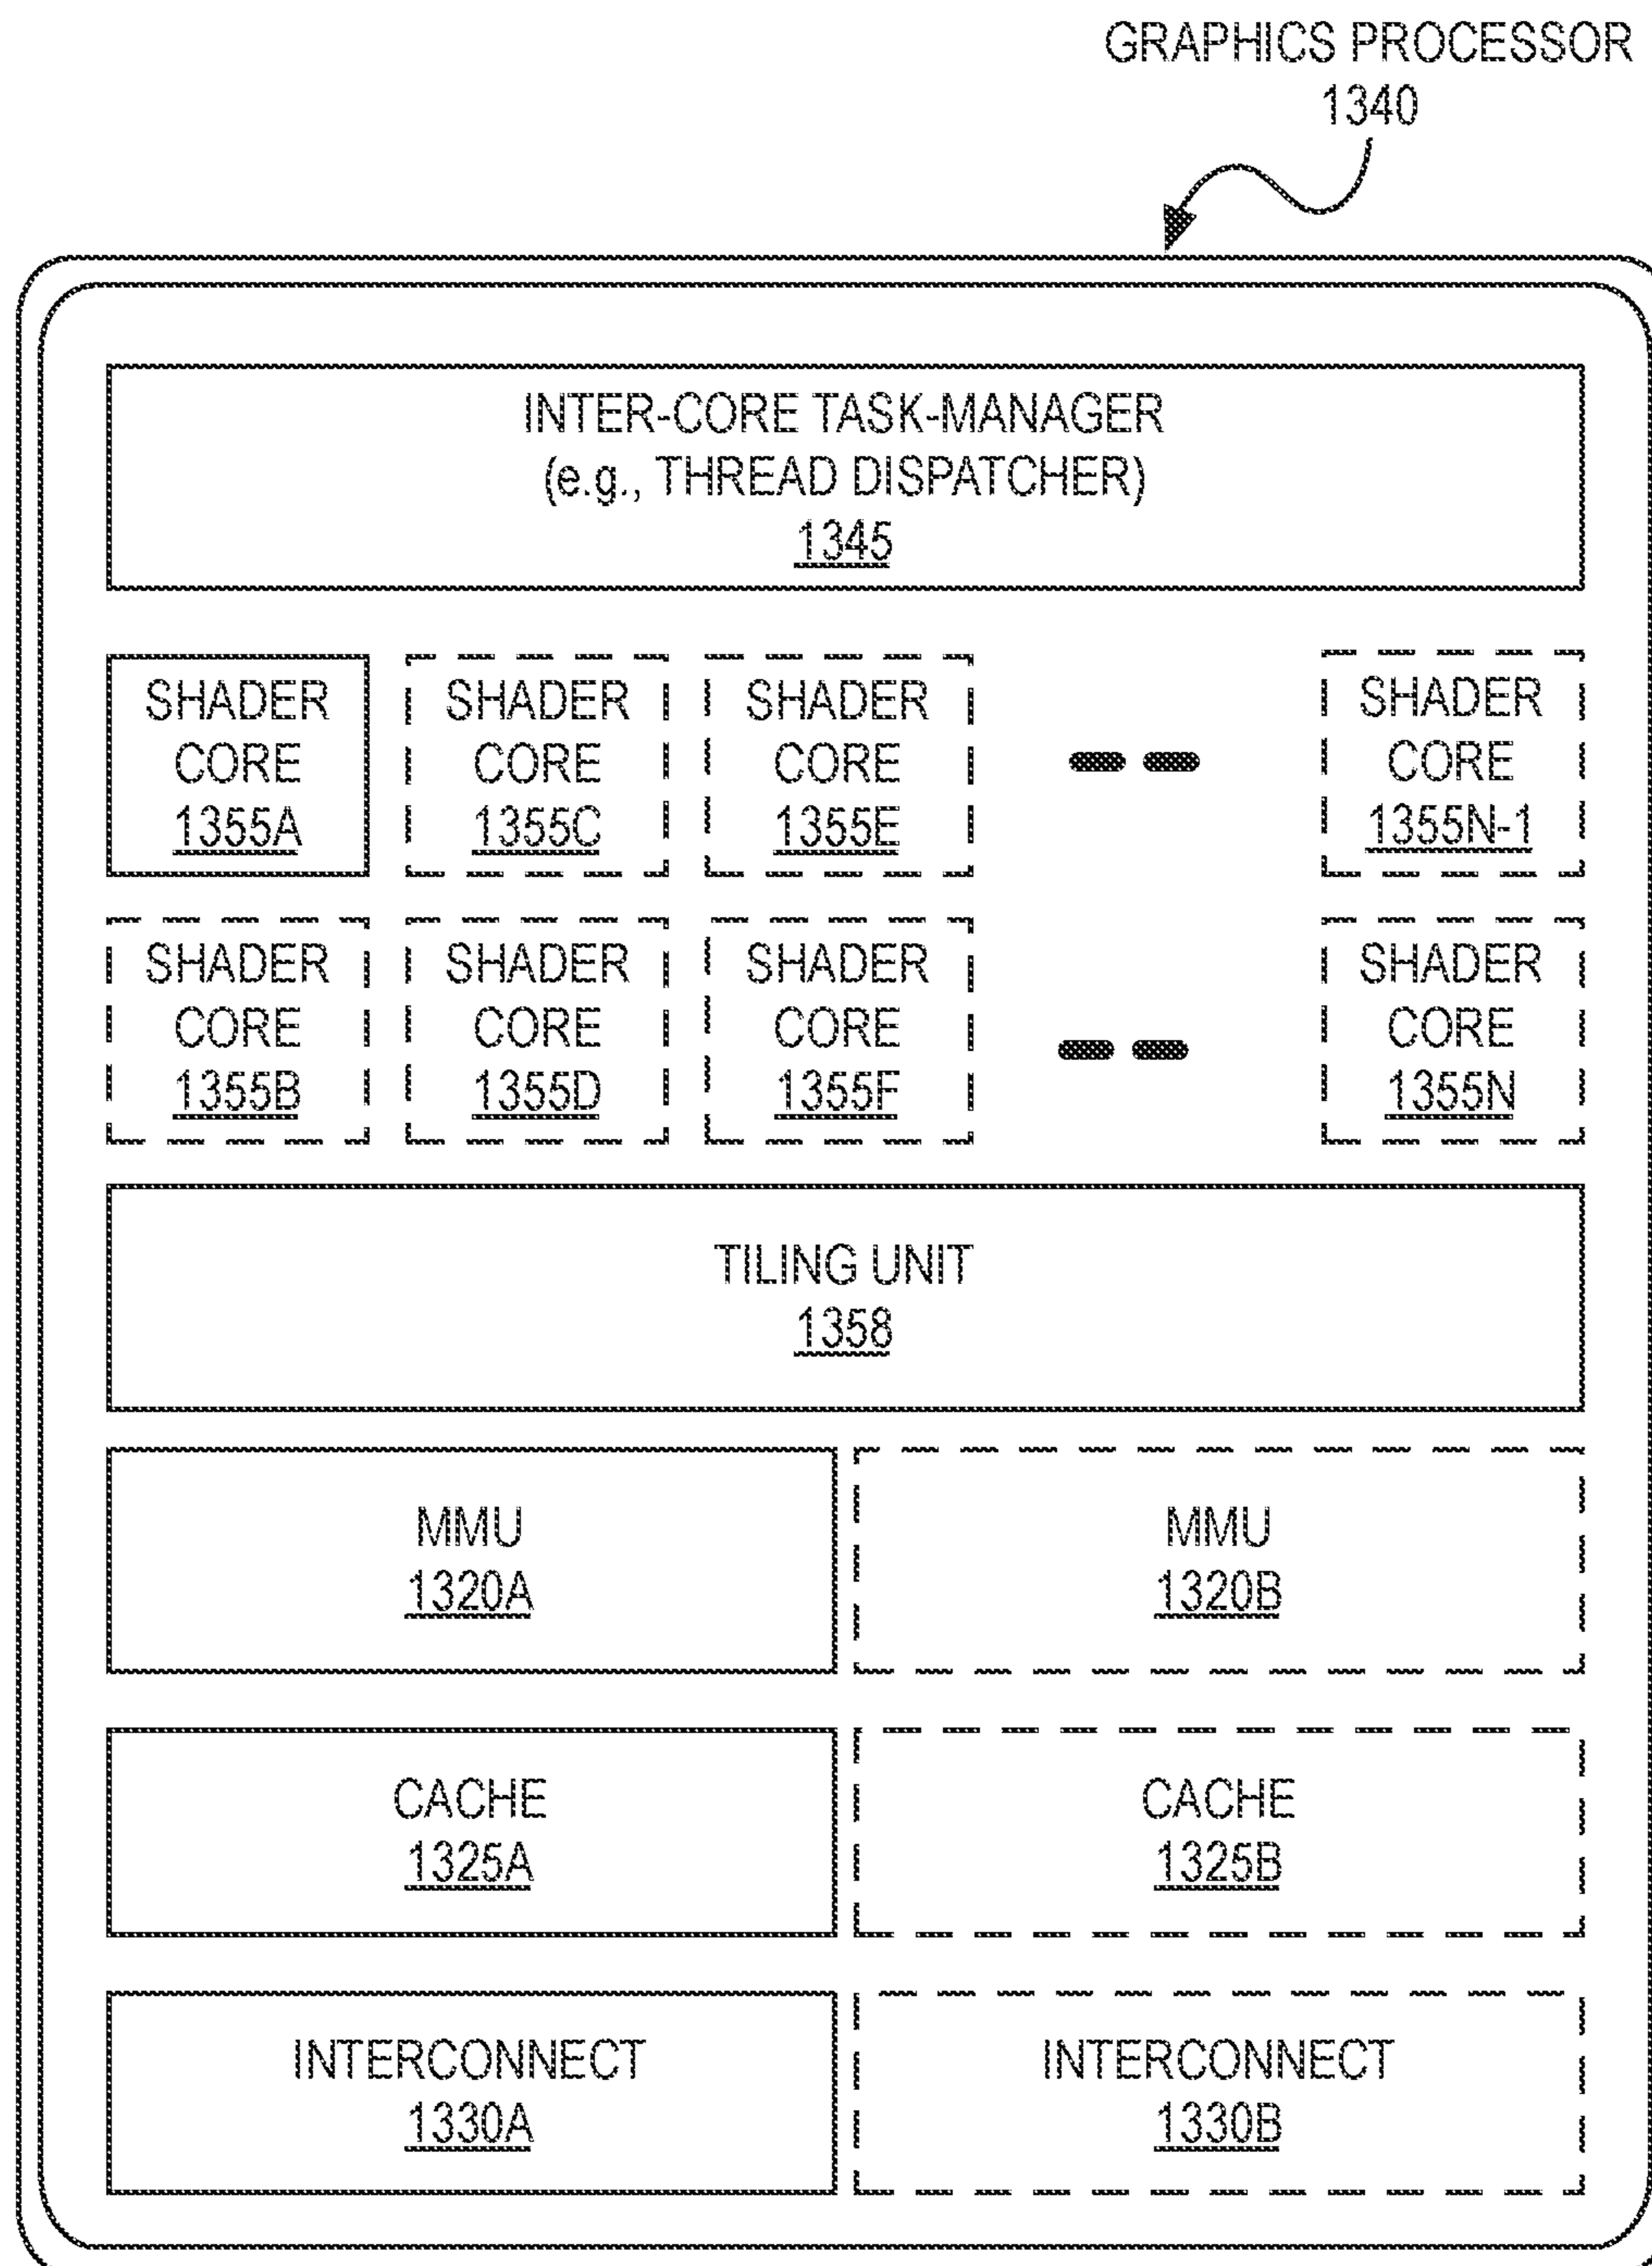 GRAPHICS PROCESSOR
1340
INTER-CORE TASK-MANAGER
(e.g., THREAD DISPATCHER)
1345
SHADER
CORE
1355A
SHADER
CORE
1355C
SHADER
CORE
1355E
SHADER
CORE
1355N-1
SHADER
CORE
1355B
SHADER
CORE
1355D
SHADER
CORE
1355F
SHADER
CORE
1355N
TILING UNIT
1358
MMU
1320A
MMU
1320B
CACHE
1325A
CACHE
1325B
INTERCONNECT
1330A
INTERCONNECT
1330B